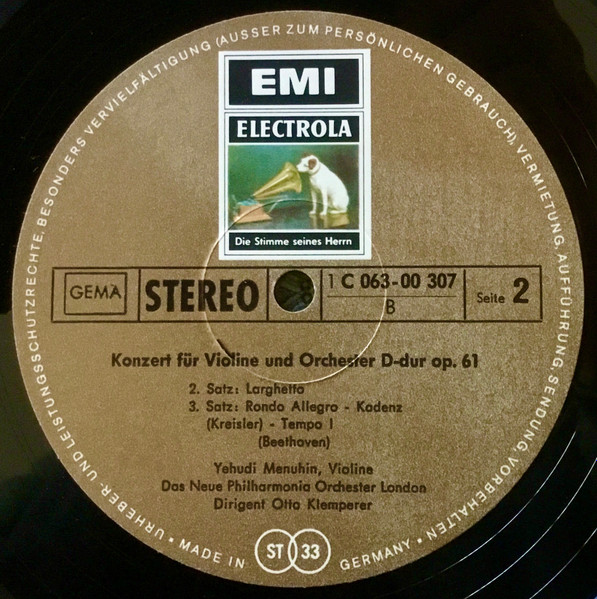 URHEBER- UND LEISTUNGSSCHUTZRECHTE, BESONDERS VERVIELFÄLTIGUNG (AUSSER ZUM PERSÖNLICHEN GEBRAUCH), VERMIETUNG, AUFFÜHRUNG, SENDUNG, VORBEHALTEN
EMI
ELECTROLA
Die Stimme seines Herrn
GEMA
STEREO
1 C 063-00 307
B
Seite 2
Konzert für Violine und Orchester D-dur op. 61
2. Satz: Larghetto
3. Satz: Rondo Allegro - Kadenz
(Kreisler) - Tempo I
(Beethoven)
Yehudi Menuhin, Violine
Das Neue Philharmonia Orchester London
Dirigent Otto Klemperer
• MADE IN ST 33 GERMANY •